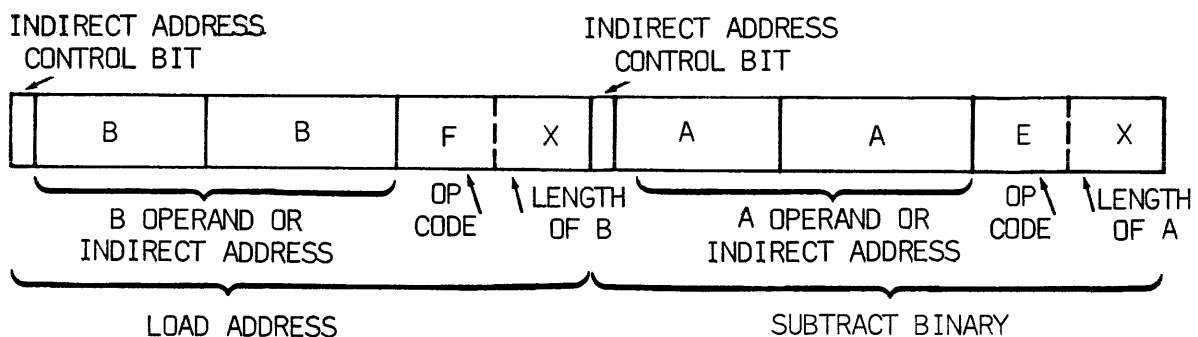 INDIRECT ADDRESS
CONTROL BIT
INDIRECT ADDRESS
CONTROL BIT
B B F X A A E X
B OPERAND OR
INDIRECT ADDRESS
OP
CODE
LENGTH
OF B
A OPERAND OR
INDIRECT ADDRESS
OP
CODE
LENGTH
OF A
LOAD ADDRESS
SUBTRACT BINARY